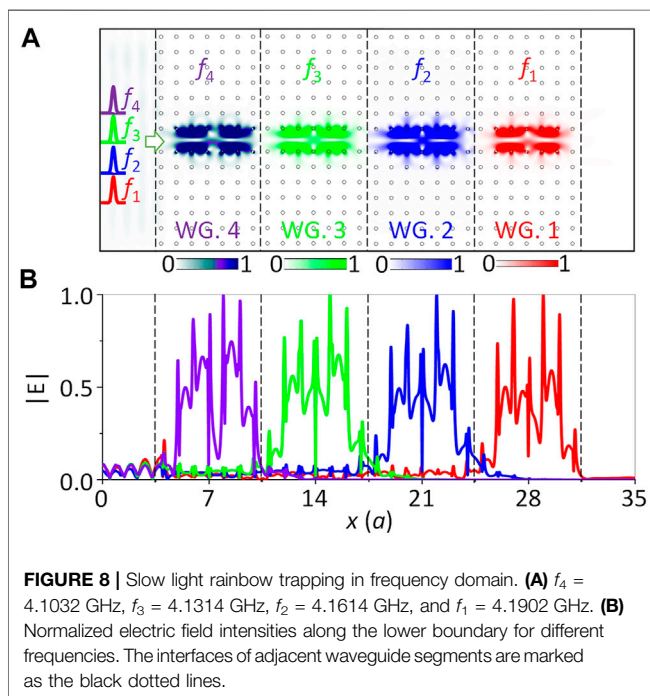 A
f₄ f₃ f₂ f₁
f₄
f₃
f₂
f₁
WG. 4 WG. 3 WG. 2 WG. 1
0 1 0 1 0 1 0 1
B
1.0
|E|
0.5
0.0
0 7 14 21 28 35
x (a)
FIGURE 8 | Slow light rainbow trapping in frequency domain. (A) f₄ =
4.1032 GHz, f₃ = 4.1314 GHz, f₂ = 4.1614 GHz, and f₁ = 4.1902 GHz. (B)
Normalized electric field intensities along the lower boundary for different
frequencies. The interfaces of adjacent waveguide segments are marked
as the black dotted lines.